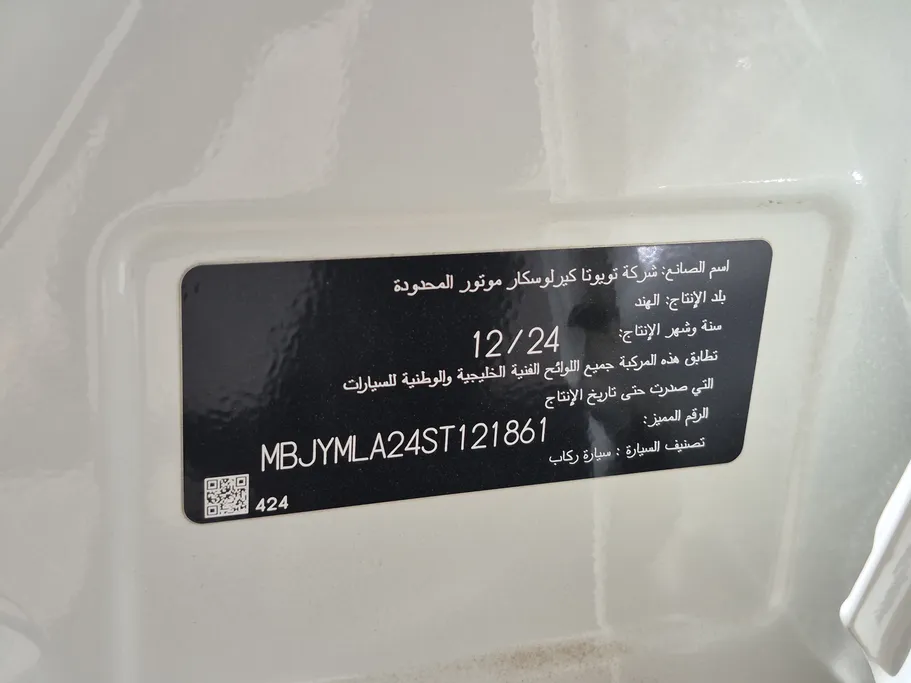 اسم الصانع: شركة تويوتا كيرلوسكار موتور المحدودة
بلد الإنتاج: الهند
سنة وشهر الإنتاج: 12/24
تطابق هذه المركبة جميع اللوائح الفنية الخليجية والوطنية للسيارات
التي صدرت حتى تاريخ الإنتاج
الرقم المميز: MBJYMLA24ST121861
تصنيف السيارة : سيارة ركاب
424